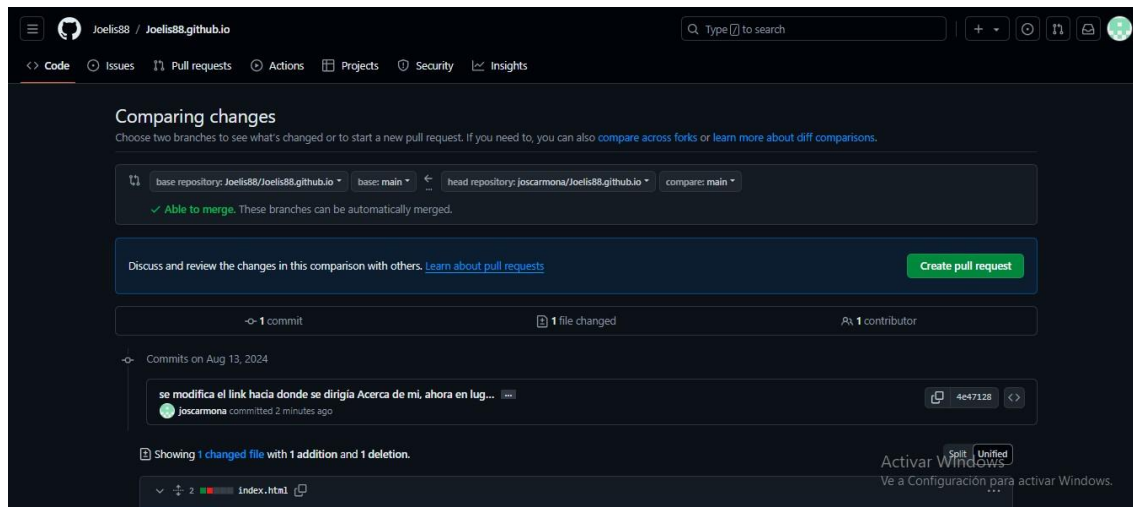 Joelis88 / Joelis88.github.io
Type / to search
Code Issues Pull requests Actions Projects Security Insights
Comparing changes
Choose two branches to see what's changed or to start a new pull request. If you need to, you can also compare across forks or learn more about diff comparisons.
base repository: Joelis88/Joelis88.github.io base: main ← head repository: joscarmona/Joelis88.github.io compare: main
✓ Able to merge. These branches can be automatically merged.
Discuss and review the changes in this comparison with others. Learn about pull requests Create pull request
1 commit 1 file changed 1 contributor
Commits on Aug 13, 2024
se modifica el link hacia donde se dirigía Acerca de mi, ahora en lug... …
joscarmona committed 2 minutes ago
4e47128
Showing 1 changed file with 1 addition and 1 deletion.
Split Unified
Activar Windows
Ve a Configuración para activar Windows.
2 index.html